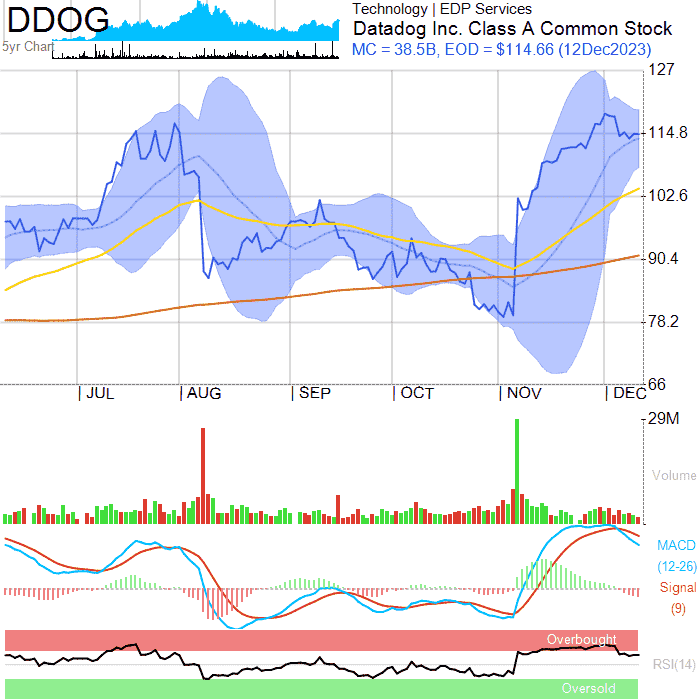 DDOG
5yr Chart
Technology | EDP Services
Datadog Inc. Class A Common Stock
MC = 38.5B, EOD = $114.66 (12Dec2023)
127
114.8
102.6
90.4
78.2
66
| JUL | AUG | SEP | OCT | NOV | DEC
29M
Volume
MACD
(12-26)
Signal
(9)
Overbought
RSI(14)
Oversold